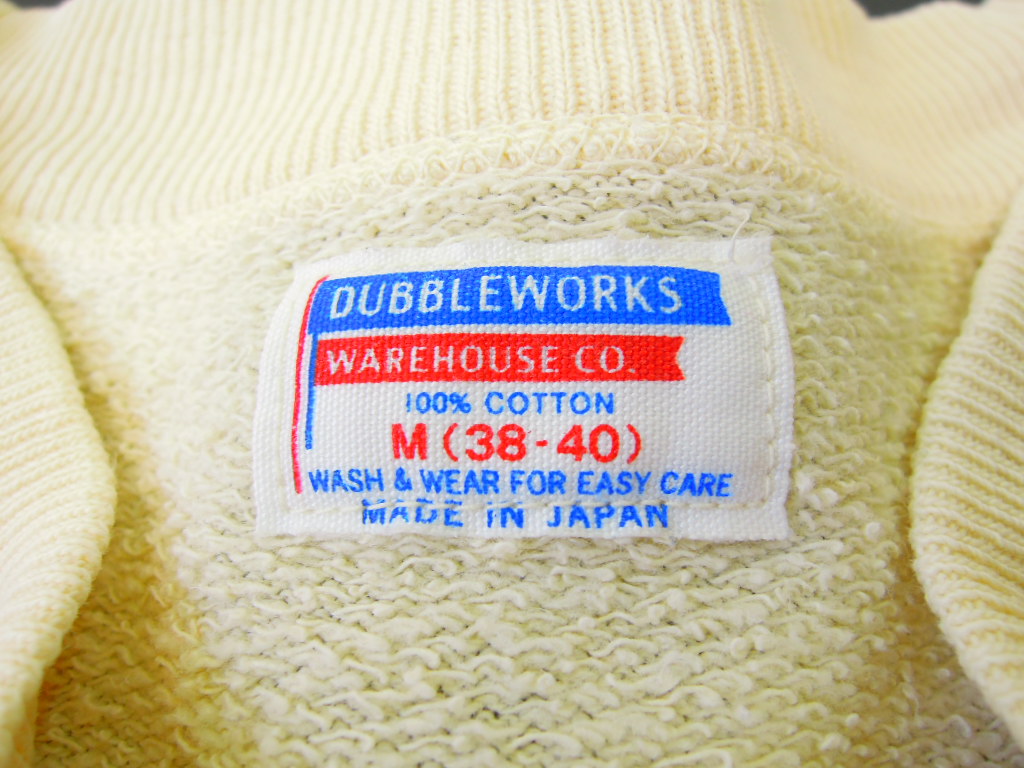 DUBBLEWORKS
WAREHOUSE CO.
100% COTTON
M (38-40)
WASH & WEAR FOR EASY CARE
MADE IN JAPAN